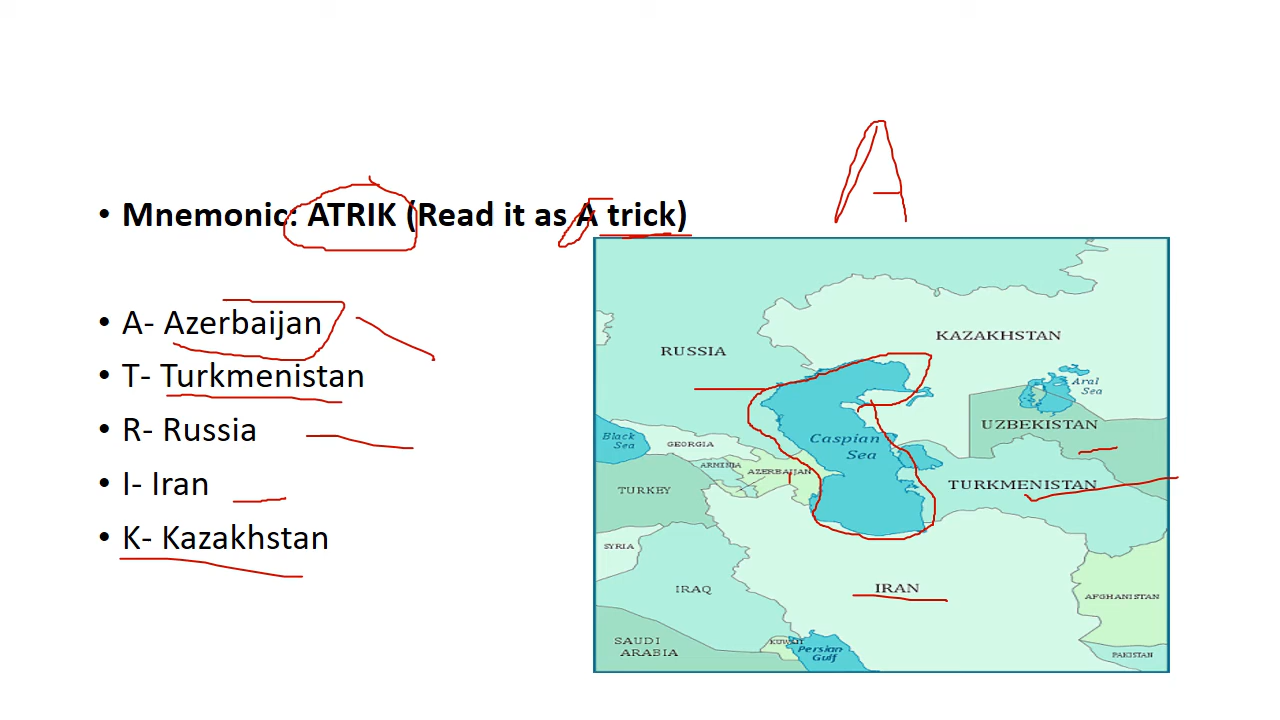 A
• Mnemonic: ATRIK (Read it as A trick)
• A- Azerbaijan
• T- Turkmenistan
• R- Russia
• I- Iran
• K- Kazakhstan
KAZAKHSTAN
RUSSIA
Aral
Sea
UZBEKISTAN
Black
Sea
Caspian
Sea
GEORGIA
ARMINIA
AZERBAIJAN
TURKEY
TURKMENISTAN
SYRIA
IRAQ
IRAN
AFGHANISTAN
SAUDI
ARABIA
KUWAIT
Persian
Gulf
PAKISTAN